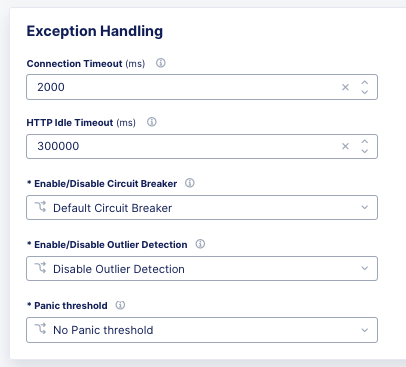 Exception Handling
Connection Timeout (ms)
2000
HTTP Idle Timeout (ms)
300000
* Enable/Disable Circuit Breaker
Default Circuit Breaker
* Enable/Disable Outlier Detection
Disable Outlier Detection
* Panic threshold
No Panic threshold